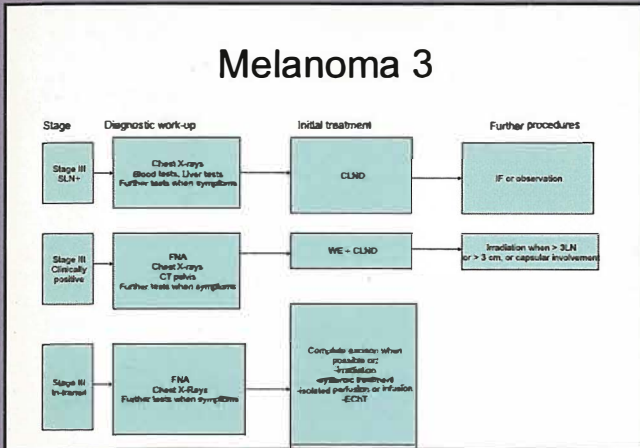 Melanoma 3
Stage Diagnostic work-up Initial treatment Further procedures
Stage III
SLN+
Chest X-rays
Blood tests, Liver tests
Further tests when symptoms
CLND
IF or observation
Stage III
Clinically
positive
FNA
Chest X-rays
CT pelvis
Further tests when symptoms
WE + CLND
Irradiation when > 3LN
or > 3 cm, or capsular involvement
Stage III
In-transit
FNA
Chest X-Rays
Further tests when symptoms
Complete excision when
possible or;
-Irradiation
-systemic treatment
-isolated perfusion or infusion
-EChT